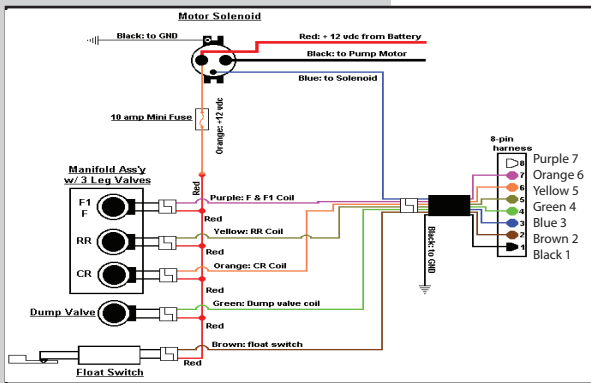 Motor Solenoid
Black: to GND
Red: + 12 vdc from Battery
Black: to Pump Motor
Blue: to Solenoid
10 amp Mini Fuse
Orange: +12 vdc
8-pin
harness
8
7
6
5
4
3
2
1
Purple 7
Orange 6
Yellow 5
Green 4
Blue 3
Brown 2
Black 1
Manifold Ass'y
w/ 3 Leg Valves
Red
F1
F
Purple: F & F1 Coil
Red
RR
Yellow: RR Coil
Red
CR
Orange: CR Coil
Red
Black: to GND
Dump Valve
Green: Dump valve coil
Red
Brown: float switch
Red
Float Switch